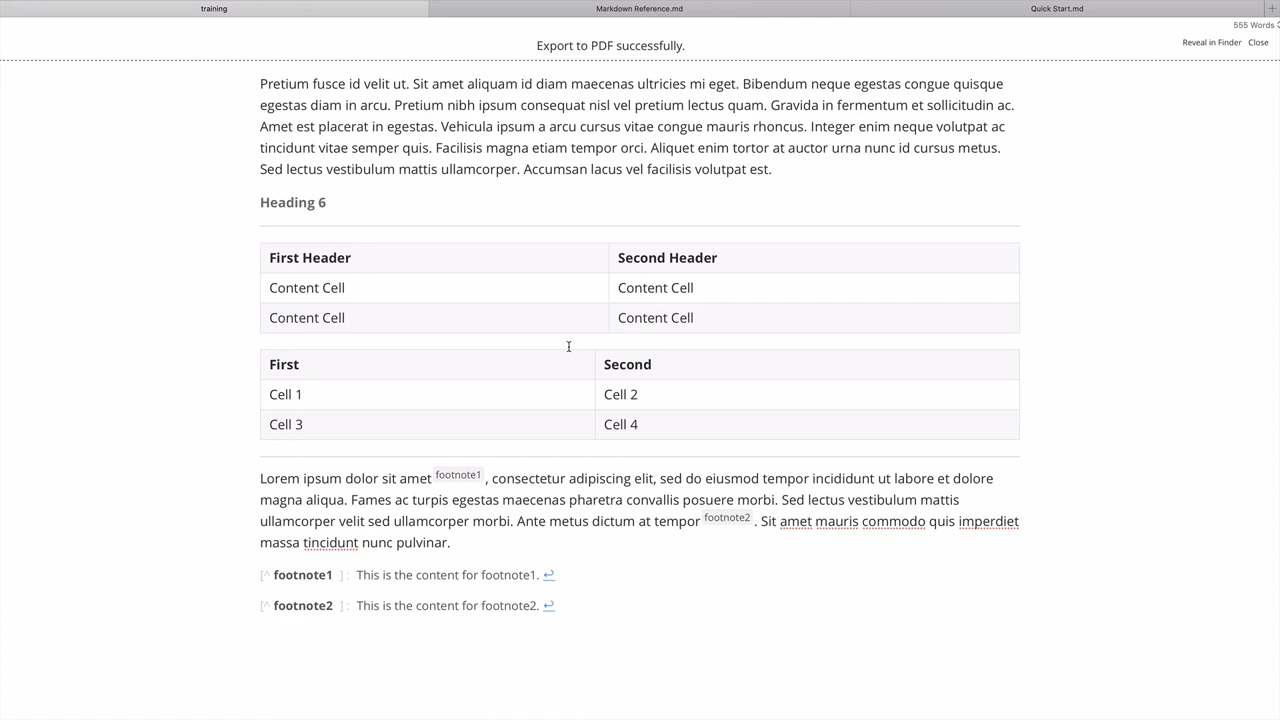 training Markdown Reference.md Quick Start.md +
555 Words
Export to PDF successfully. Reveal in Finder Close
Pretium fusce id velit ut. Sit amet aliquam id diam maecenas ultricies mi eget. Bibendum neque egestas congue quisque
egestas diam in arcu. Pretium nibh ipsum consequat nisl vel pretium lectus quam. Gravida in fermentum et sollicitudin ac.
Amet est placerat in egestas. Vehicula ipsum a arcu cursus vitae congue mauris rhoncus. Integer enim neque volutpat ac
tincidunt vitae semper quis. Facilisis magna etiam tempor orci. Aliquet enim tortor at auctor urna nunc id cursus metus.
Sed lectus vestibulum mattis ullamcorper. Accumsan lacus vel facilisis volutpat est.
Heading 6
First Header Second Header
Content Cell Content Cell
Content Cell Content Cell
First Second
Cell 1 Cell 2
Cell 3 Cell 4
Lorem ipsum dolor sit amet footnote1, consectetur adipiscing elit, sed do eiusmod tempor incididunt ut labore et dolore
magna aliqua. Fames ac turpis egestas maecenas pharetra convallis posuere morbi. Sed lectus vestibulum mattis
ullamcorper velit sed ullamcorper morbi. Ante metus dictum at tempor footnote2. Sit amet mauris commodo quis imperdiet
massa tincidunt nunc pulvinar.
[^ footnote1 ] : This is the content for footnote1. ↩
[^ footnote2 ] : This is the content for footnote2. ↩